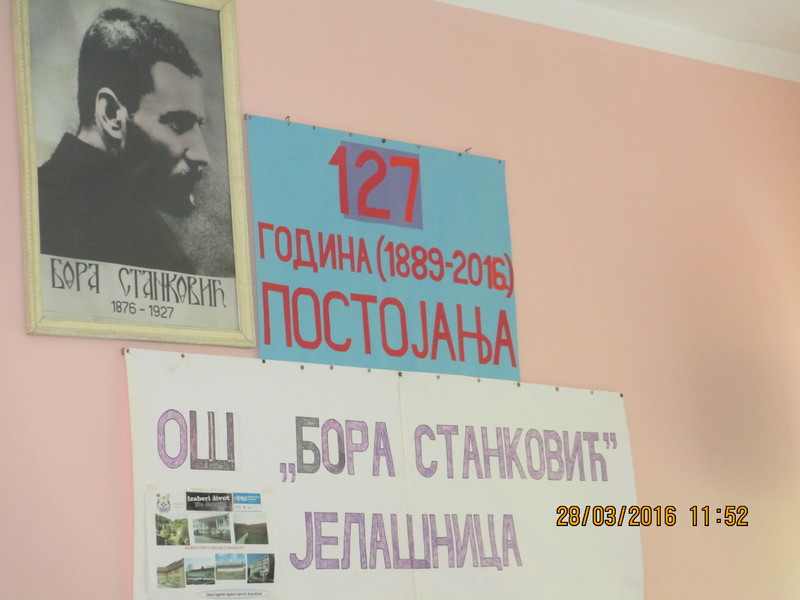 БОРА СТАНКОВИЋ
1876 - 1927
127
ГОДИНА (1889-2016.)
ПОСТОЈАЊА
ОШ „БОРА СТАНКОВИЋ”
ЈЕЛАШНИЦА
Izaberi život
28/03/2016 11:52